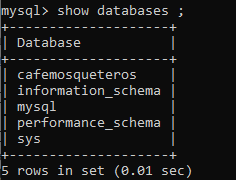 mysql> show databases ;
+--------------------+
| Database           |
+--------------------+
| cafemosqueteros    |
| information_schema |
| mysql              |
| performance_schema |
| sys                |
+--------------------+
5 rows in set (0.01 sec)